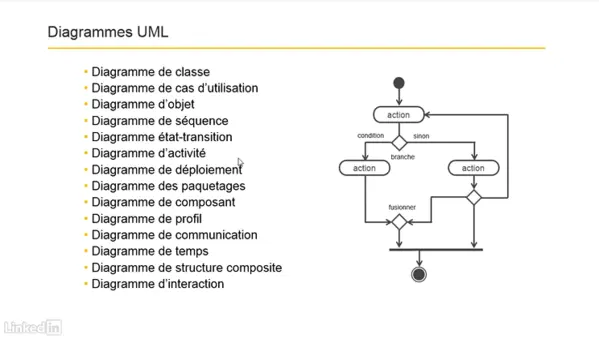 Diagrammes UML
• Diagramme de classe
• Diagramme de cas d'utilisation
• Diagramme d'objet
• Diagramme de séquence
• Diagramme état-transition
• Diagramme d'activité
• Diagramme de déploiement
• Diagramme des paquetages
• Diagramme de composant
• Diagramme de profil
• Diagramme de communication
• Diagramme de temps
• Diagramme de structure composite
• Diagramme d'interaction
action
condition
sinon
branche
action
action
fusionner
Linked in